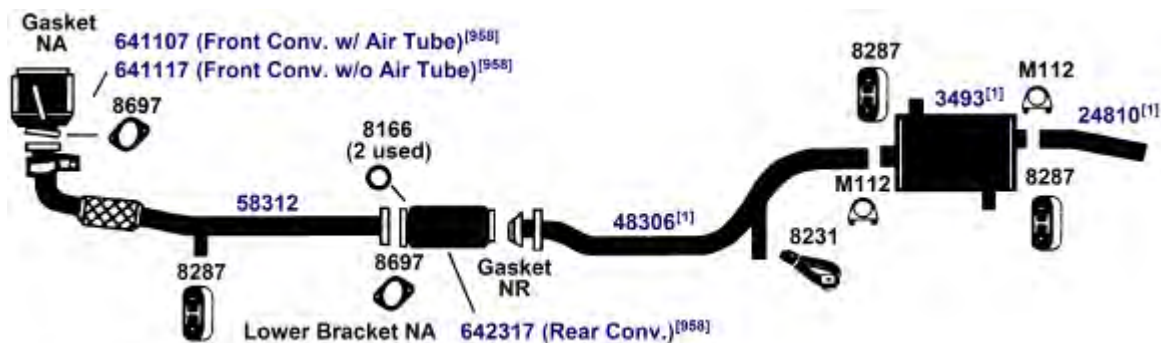 Gasket
NA
641107 (Front Conv. w/ Air Tube)[958]
641117 (Front Conv. w/o Air Tube)[958]
8697
8166
(2 used)
58312
8287
8697
Lower Bracket NA
642317 (Rear Conv.)[958]
Gasket
NR
48306[1]
8231
8287
M112
3493[1]
M112
24810[1]
8287